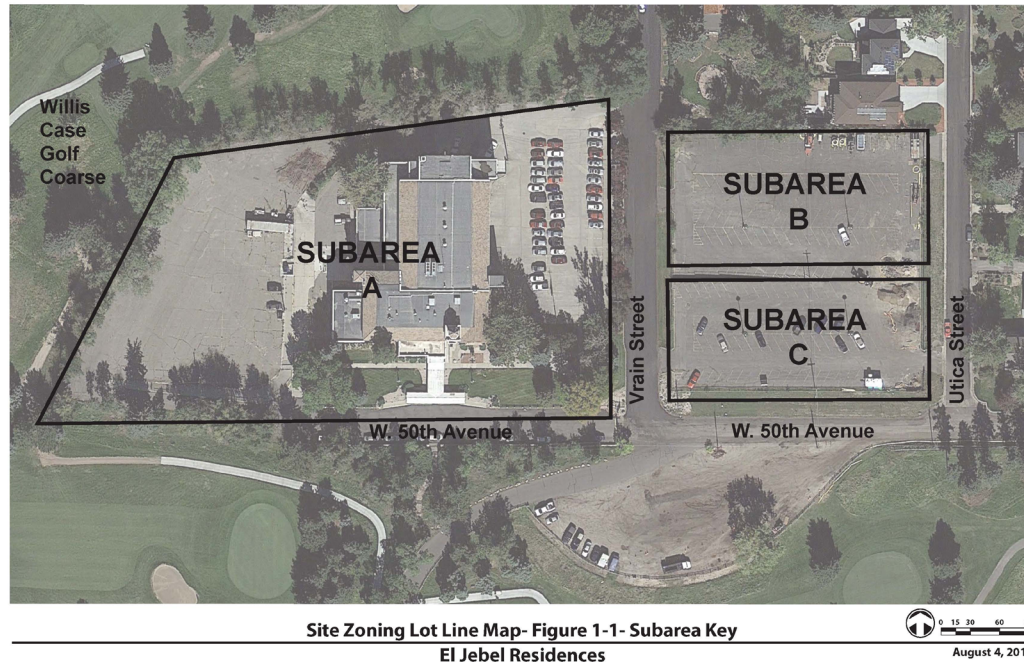 Willis
Case
Golf
Coarse
SUBAREA
A
SUBAREA
B
SUBAREA
C
Vrain Street
Utica Street
W. 50th Avenue
W. 50th Avenue
Site Zoning Lot Line Map- Figure 1-1- Subarea Key
El Jebel Residences
0 15 30 60
August 4, 201